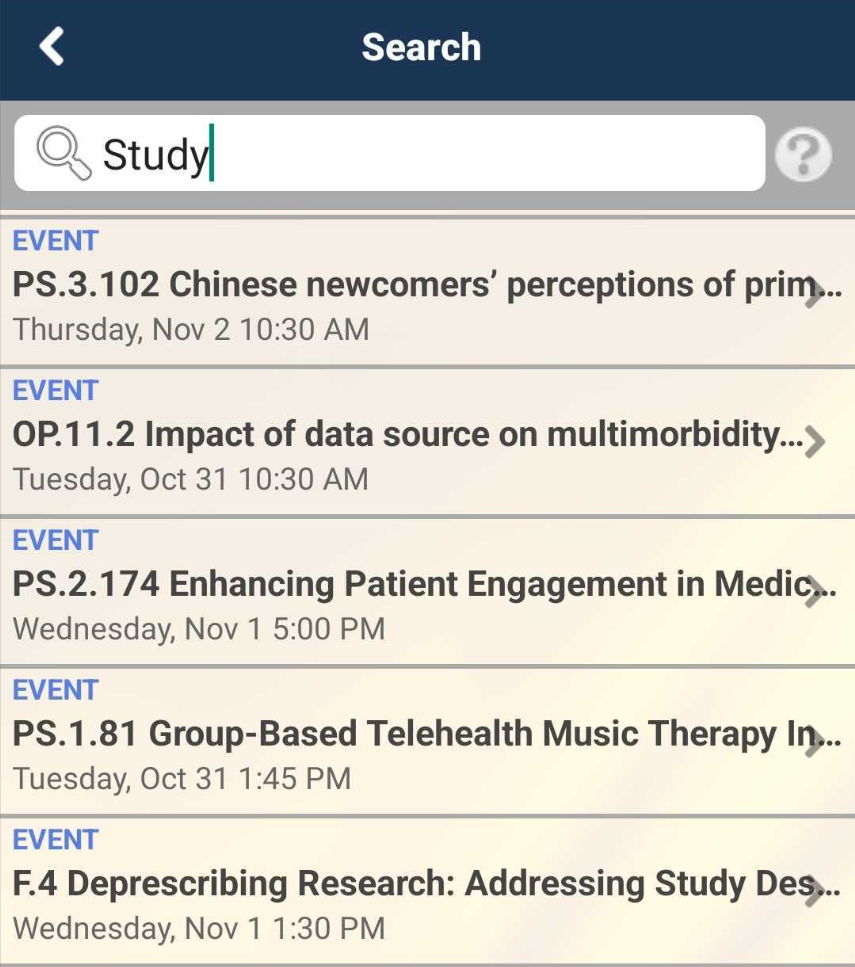 Search
Study
EVENT
PS.3.102 Chinese newcomers’ perceptions of prim...
Thursday, Nov 2 10:30 AM
EVENT
OP.11.2 Impact of data source on multimorbidity...
Tuesday, Oct 31 10:30 AM
EVENT
PS.2.174 Enhancing Patient Engagement in Medic...
Wednesday, Nov 1 5:00 PM
EVENT
PS.1.81 Group-Based Telehealth Music Therapy In...
Tuesday, Oct 31 1:45 PM
EVENT
F.4 Deprescribing Research: Addressing Study Des...
Wednesday, Nov 1 1:30 PM